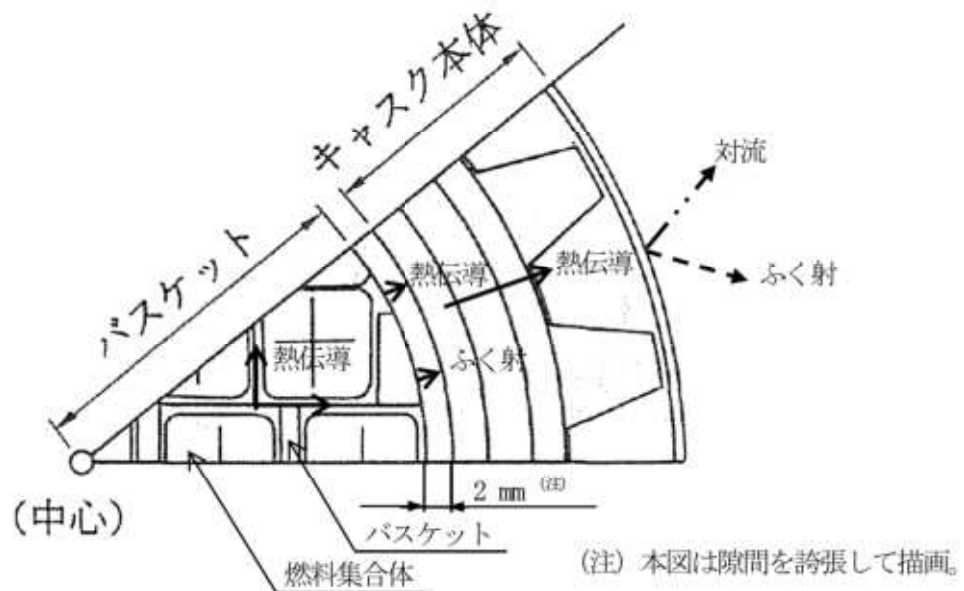 キャスク本体
バスケット
対流
ふく射
熱伝導
熱伝導
熱伝導
ふく射
2 mm (注)
(中心)
バスケット
燃料集合体
(注) 本図は隙間を誇張して描画。